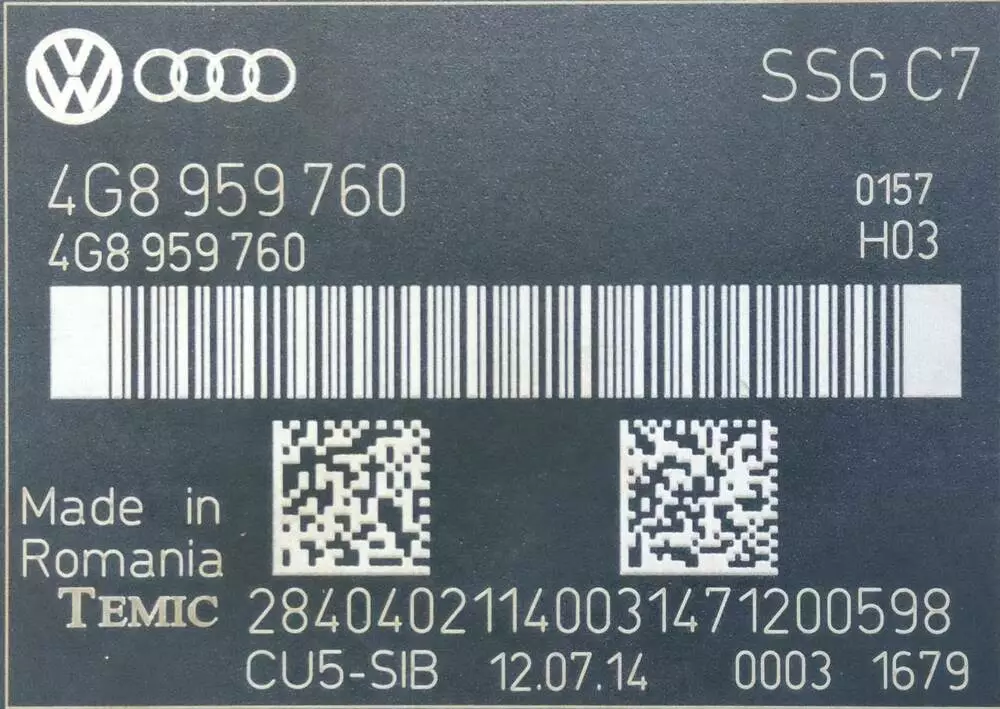 SSG C7
4G8 959 760
0157
4G8 959 760
H03
Made in
Romania
TEMIC 28404021140031471200598
CU5-SIB 12.07.14 0003 1679